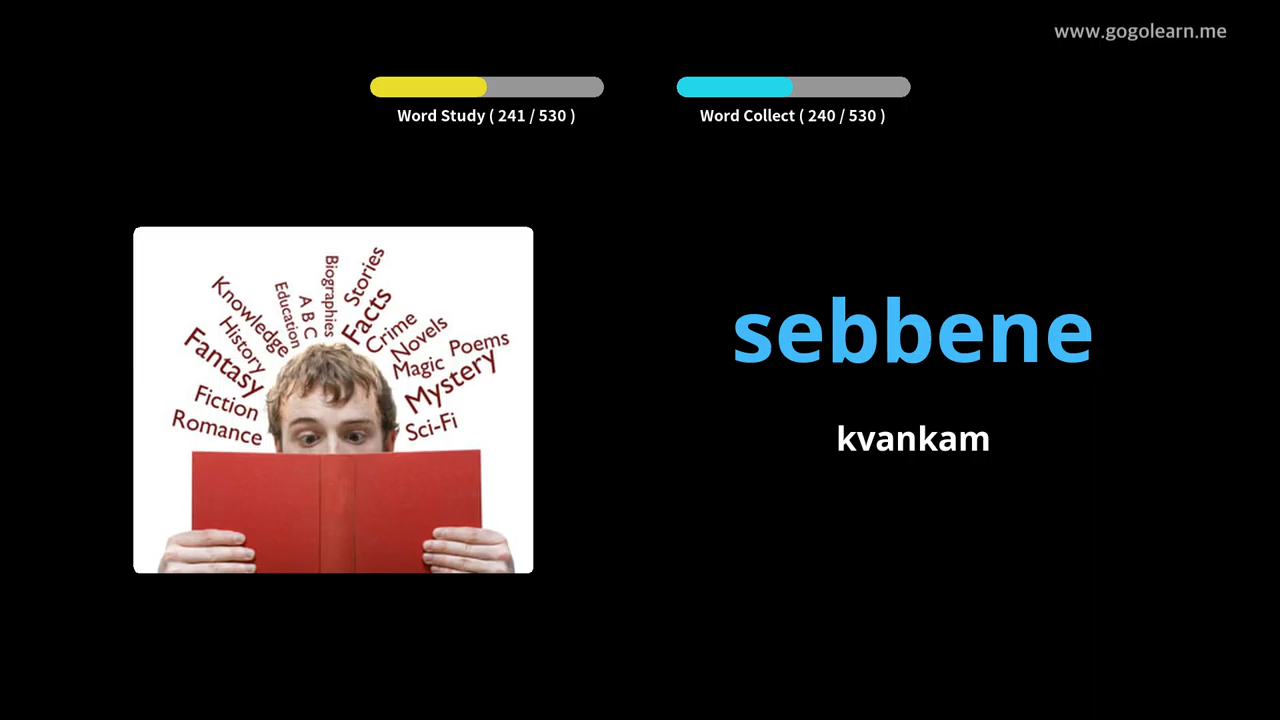 www.gogolearn.me
Word Study ( 241 / 530 )
Word Collect ( 240 / 530 )
Biographies
Stories
Education
A B C
Facts
Knowledge
Crime
History
Novels
Fantasy
Magic
Poems
Mystery
Fiction
Romance
Sci-Fi
sebbene
kvankam